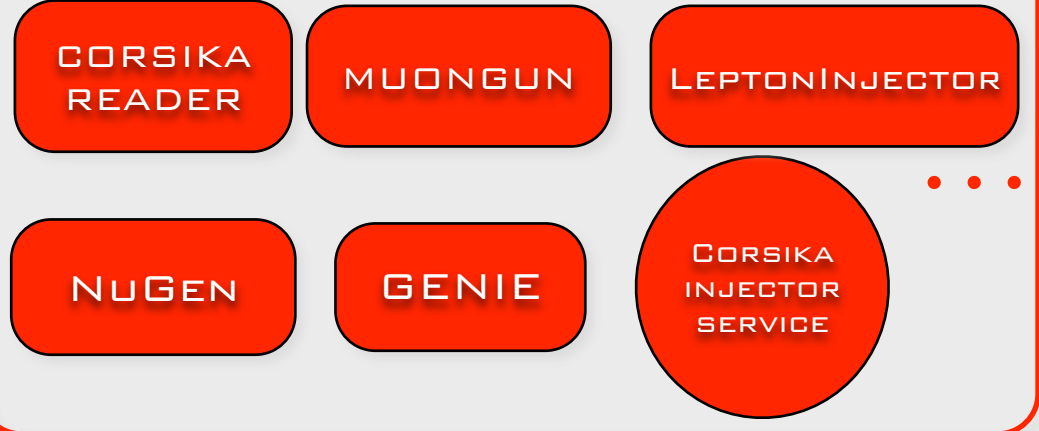 CORSIKA
READER
MUONGUN
LEPTONINJECTOR
NUGEN
GENIE
CORSIKA
INJECTOR
SERVICE